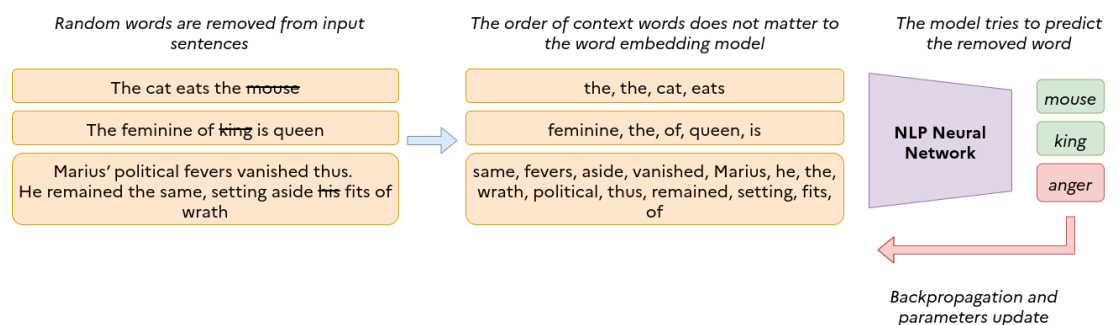 Random words are removed from input
sentences
The cat eats the mouse
The feminine of king is queen
Marius’ political fevers vanished thus.
He remained the same, setting aside his fits of
wrath
The order of context words does not matter to
the word embedding model
the, the, cat, eats
feminine, the, of, queen, is
same, fevers, aside, vanished, Marius, he, the,
wrath, political, thus, remained, setting, fits,
of
The model tries to predict
the removed word
NLP Neural
Network
mouse
king
anger
Backpropagation and
parameters update